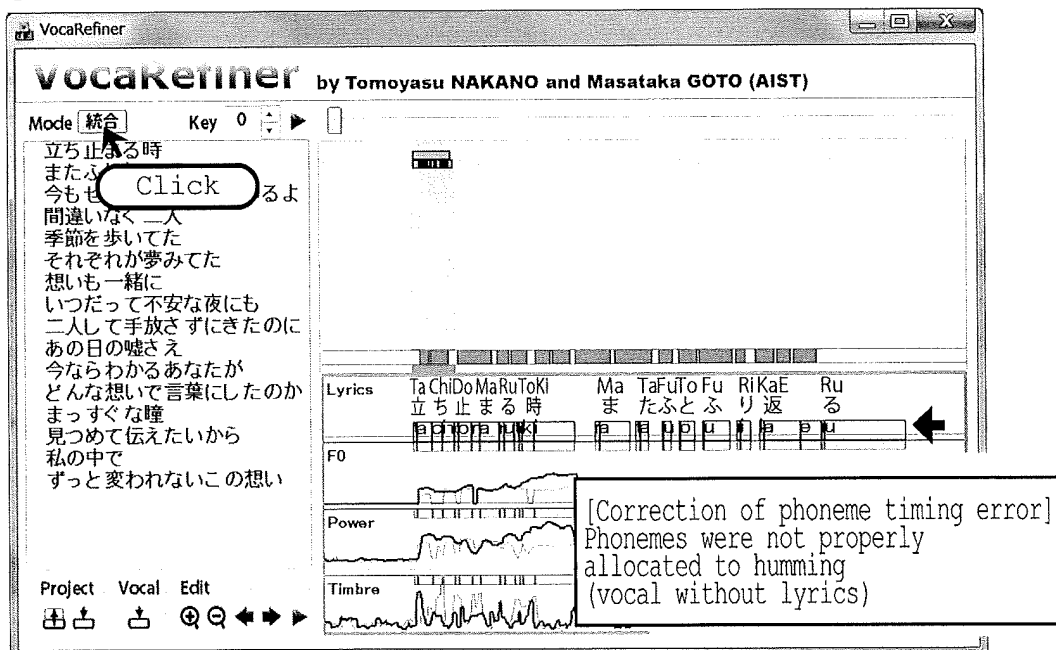 VocaRefiner
VocaRefiner by Tomoyasu NAKANO and Masataka GOTO (AIST)
Mode 統合 Key 0
立ち止まる時
またふ
Click
今もせ るよ
間違いなく二人
季節を歩いてた
それぞれが夢みてた
想いも一緒に
いつだって不安な夜にも
二人して手放さずにきたのに
あの日の嘘さえ
今ならわかるあなたが
どんな想いで言葉にしたのか
まっすぐな瞳
見つめて伝えたいから
私の中で
ずっと変われないこの想い
Project Vocal Edit
Lyrics
Ta ChiDoMaRuToKi Ma TaFuTo Fu Ri KaE Ru
立 ち 止 ま る 時 ま た ふ と ふ り 返 る
F0
Power
Timbre
[Correction of phoneme timing error]
Phonemes were not properly
allocated to humming
(vocal without lyrics)